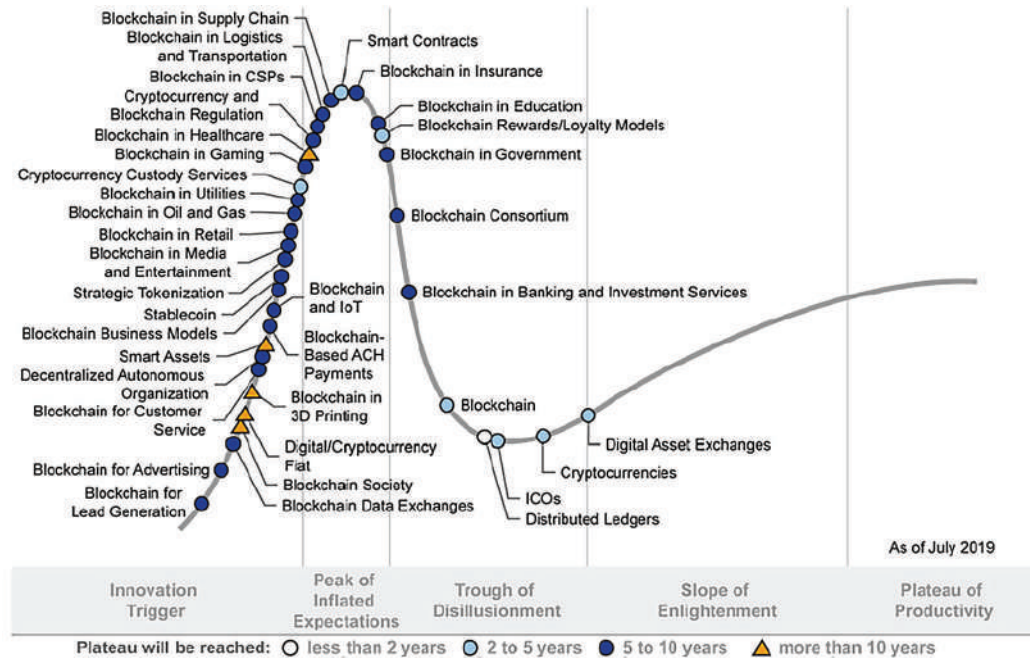 Blockchain in Supply Chain
Blockchain in Logistics
and Transportation
Blockchain in CSPs
Cryptocurrency and
Blockchain Regulation
Blockchain in Healthcare
Blockchain in Gaming
Cryptocurrency Custody Services
Blockchain in Utilities
Blockchain in Oil and Gas
Blockchain in Retail
Blockchain in Media
and Entertainment
Strategic Tokenization
Stablecoin
Blockchain Business Models
Smart Assets
Decentralized Autonomous
Organization
Blockchain for Customer
Service
Blockchain for Advertising
Blockchain for
Lead Generation
Blockchain
and IoT
Blockchain-
Based ACH
Payments
Blockchain in
3D Printing
Digital/Cryptocurrency
Fiat
Blockchain Society
Blockchain Data Exchanges
Smart Contracts
Blockchain in Insurance
Blockchain in Education
Blockchain Rewards/Loyalty Models
Blockchain in Government
Blockchain Consortium
Blockchain in Banking and Investment Services
Blockchain
Digital Asset Exchanges
Cryptocurrencies
ICOs
Distributed Ledgers
As of July 2019
Innovation
Trigger
Peak of
Inflated
Expectations
Trough of
Disillusionment
Slope of
Enlightenment
Plateau of
Productivity
Plateau will be reached: less than 2 years 2 to 5 years 5 to 10 years more than 10 years